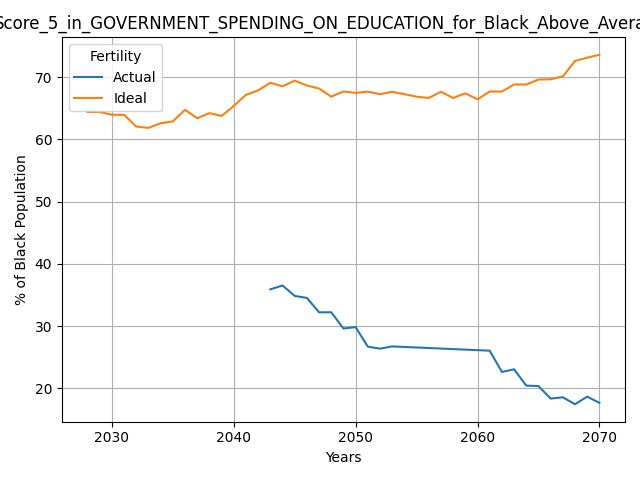 Score_5_in_GOVERNMENT_SPENDING_ON_EDUCATION_for_Black_Above_Avera
Fertility
Actual
Ideal
% of Black Population
70
60
50
40
30
20
2030 2040 2050 2060 2070
Years